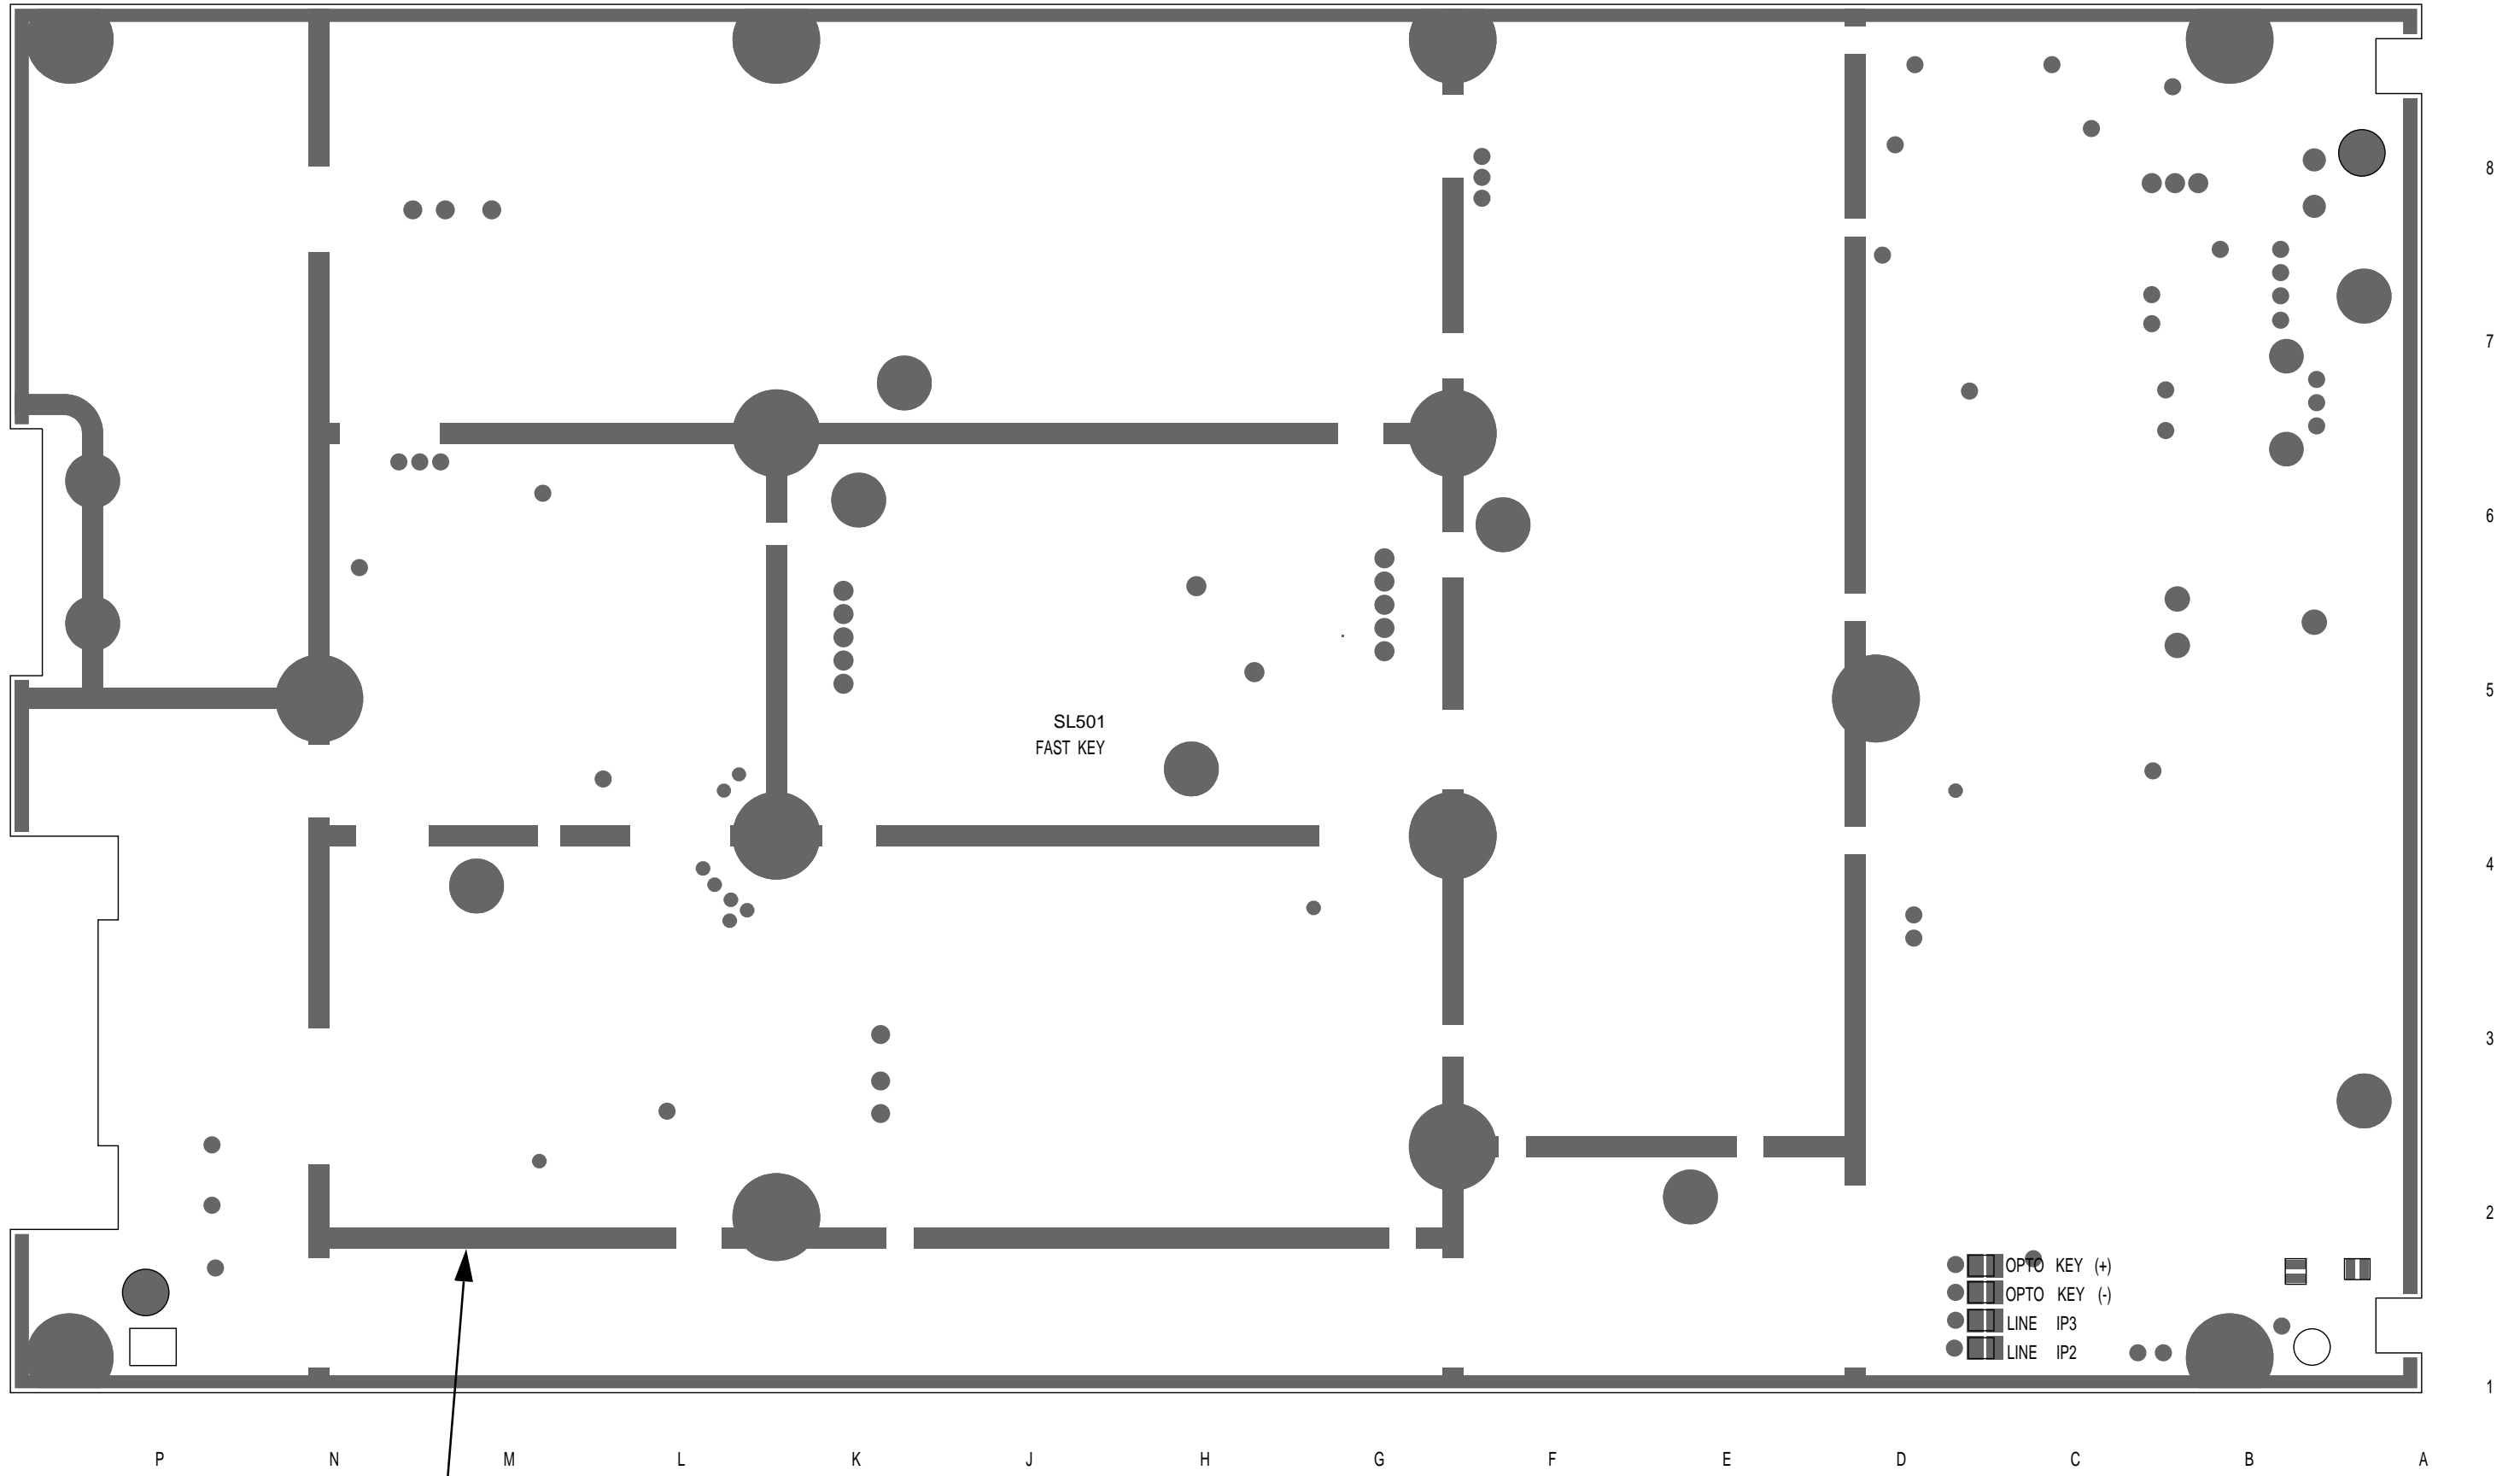 8
7
6
5
SL501
FAST KEY
4
3
2
OPTO KEY (+)
OPTO KEY (-)
LINE IP3
LINE IP2
1
P N M L K J H G F E D C B A